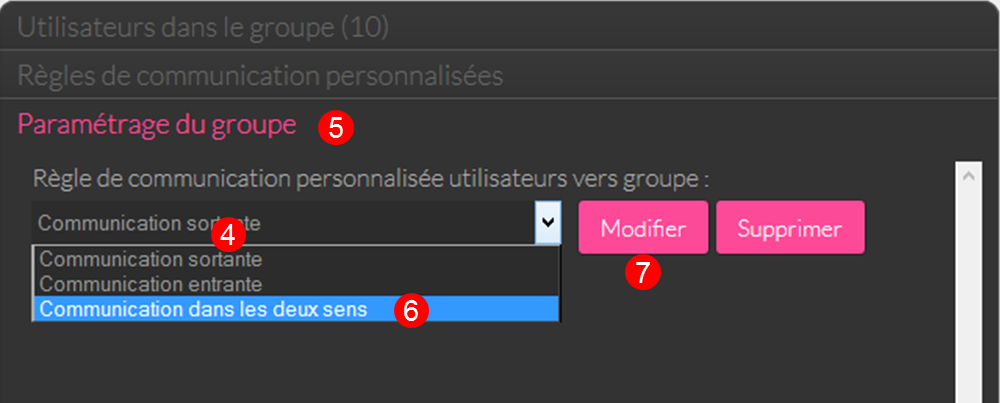 Utilisateurs dans le groupe (10)
Règles de communication personnalisées
Paramétrage du groupe 5
Règle de communication personnalisée utilisateurs vers groupe :
Communication sortante 4
Modifier
Supprimer
7
Communication sortante
Communication entrante
Communication dans les deux sens 6